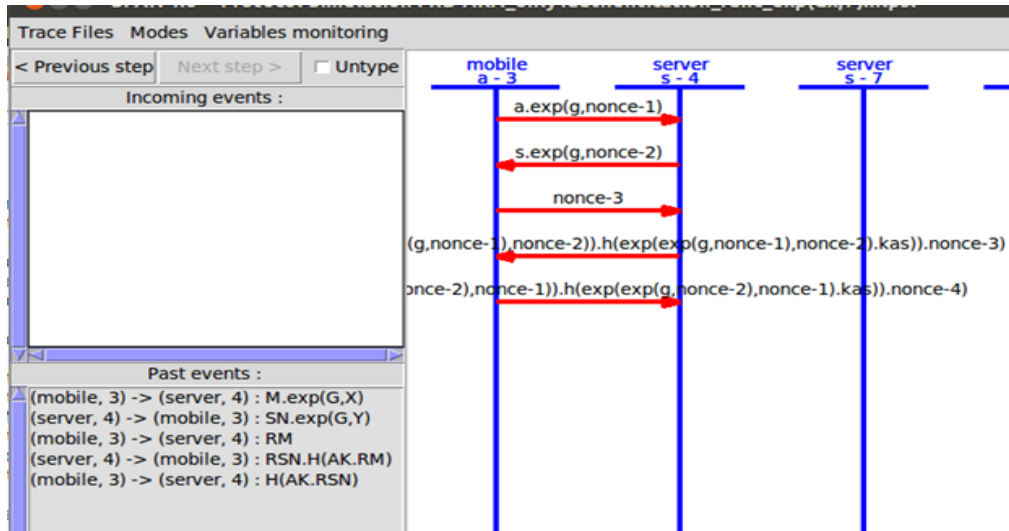 Trace Files Modes Variables monitoring
< Previous step Next step > Untype
Incoming events :
Past events :
(mobile, 3) -> (server, 4) : M.exp(G,X)
(server, 4) -> (mobile, 3) : SN.exp(G,Y)
(mobile, 3) -> (server, 4) : RM
(server, 4) -> (mobile, 3) : RSN.H(AK.RM)
(mobile, 3) -> (server, 4) : H(AK.RSN)
mobile server server
a - 3 s - 4 s - 7
a.exp(g,nonce-1)
s.exp(g,nonce-2)
nonce-3
(g,nonce-1),nonce-2)).h(exp(exp(g,nonce-1),nonce-2).kas)).nonce-3)
once-2),nonce-1)).h(exp(exp(g,nonce-2),nonce-1).kas)).nonce-4)